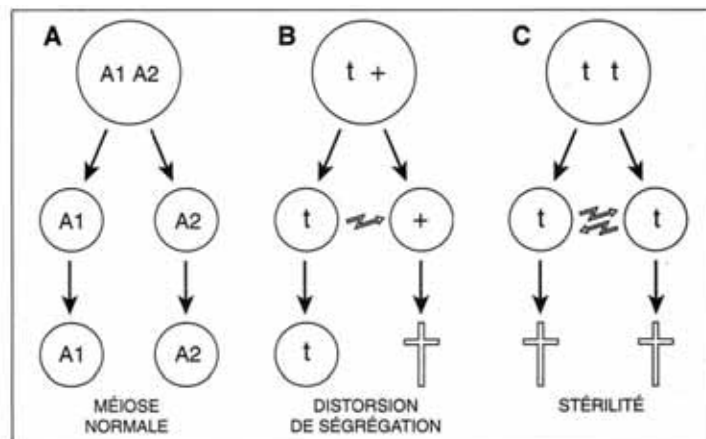 A
B
C
A1 A2
t +
t t
A1
A2
t
+
t
t
A1
A2
t
MÉIOSE
NORMALE
DISTORSION
DE SÉGRÉGATION
STÉRILITÉ